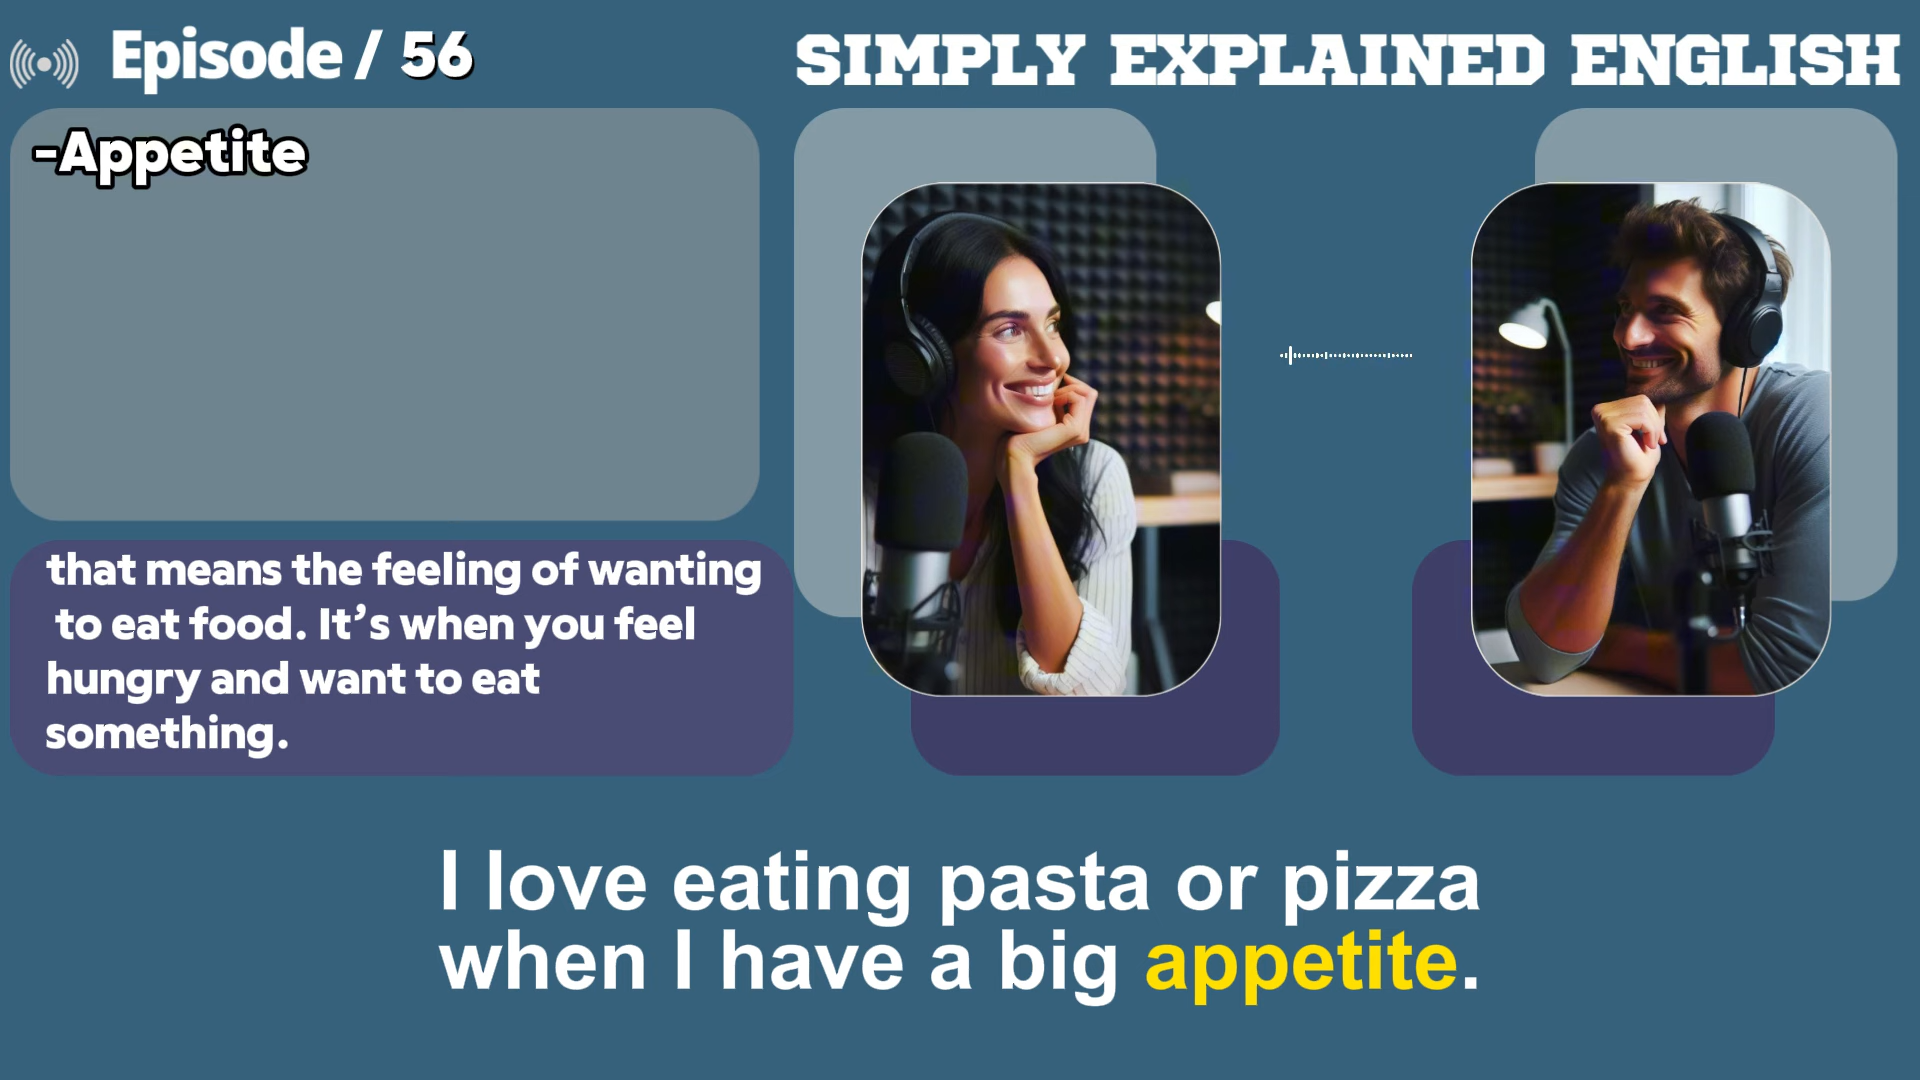 Episode / 56
SIMPLY EXPLAINED ENGLISH
-Appetite
that means the feeling of wanting
to eat food. It’s when you feel
hungry and want to eat
something.
I love eating pasta or pizza
when I have a big appetite.